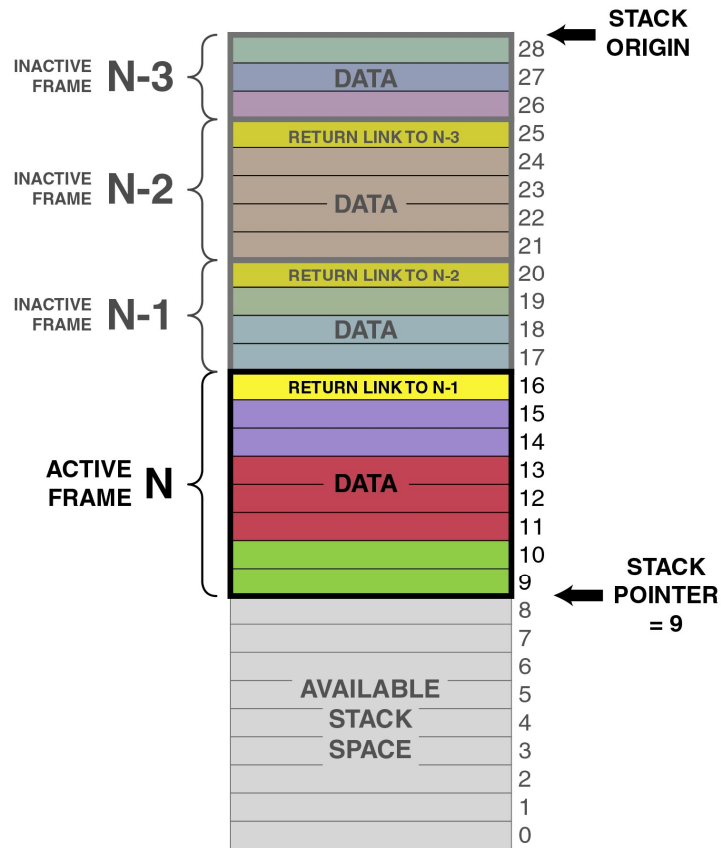 STACK
ORIGIN
28
INACTIVE
FRAME N-3
DATA
27
26
RETURN LINK TO N-3
25
24
INACTIVE
FRAME N-2
23
DATA
22
21
RETURN LINK TO N-2
20
19
INACTIVE
FRAME N-1
DATA
18
17
RETURN LINK TO N-1
16
15
14
13
ACTIVE
FRAME N
DATA
12
11
10
9
STACK
POINTER
= 9
8
7
6
AVAILABLE
STACK
SPACE
5
4
3
2
1
0